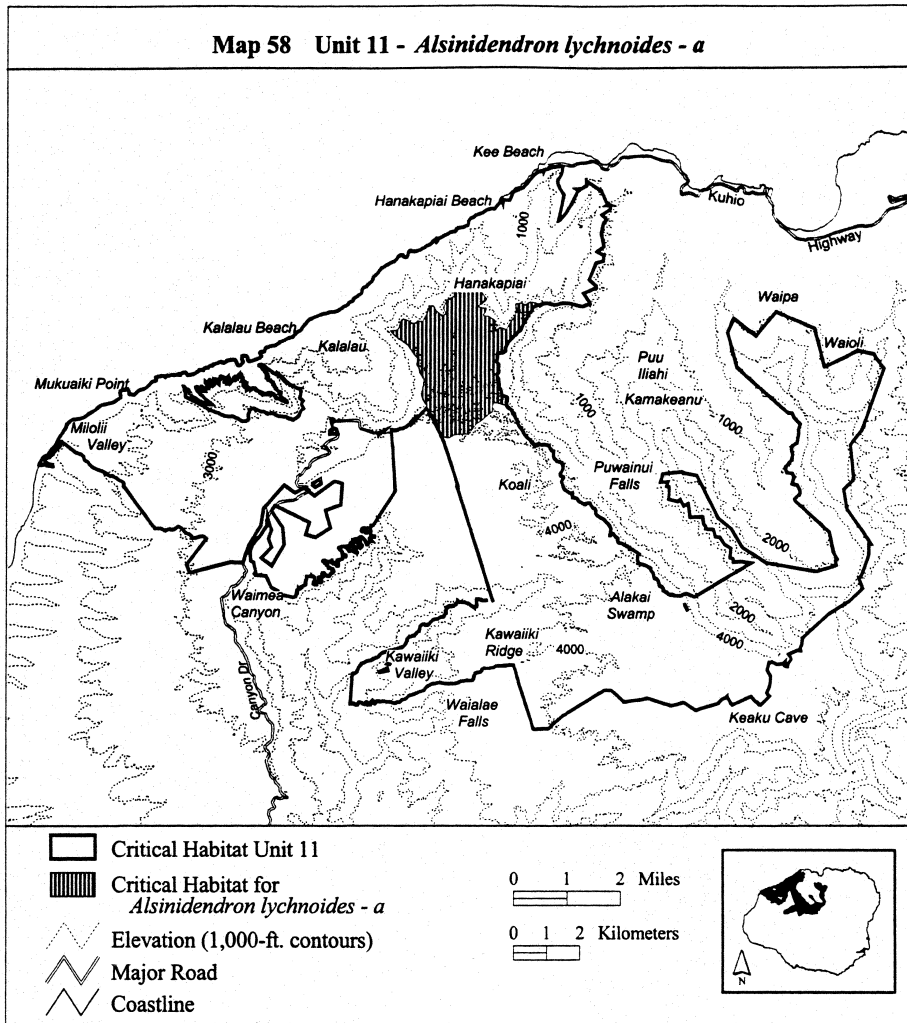 Map 58 Unit 11 - Alsinidendron lychnoides - a
Kee Beach
Hanakapiai Beach
Kuhio
Highway
1000
Hanakapiai
Waipa
Kalalau Beach
Waioli
Kalalau
Puu
Iliahi
Mukuaiki Point
Kamakeanu
1000
1000
Milolii
Valley
3000
Puwainui
Falls
Koali
4000
2000
Waimea
Canyon
Alakai
Swamp
2000
4000
Kawaiiki
Ridge
Kawaiiki
Valley
4000
Canyon Dr
Waialae
Falls
Keaku Cave
Critical Habitat Unit 11
Critical Habitat for
Alsinidendron lychnoides - a
Elevation (1,000-ft. contours)
Major Road
Coastline
0 1 2 Miles
0 1 2 Kilometers
N